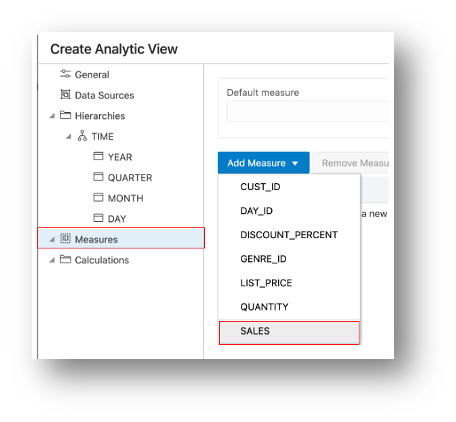 Create Analytic View
General
Data Sources
Hierarchies
TIME
YEAR
QUARTER
MONTH
DAY
Measures
Calculations
Default measure
Add Measure
Remove Measu
a new
CUST_ID
DAY_ID
DISCOUNT_PERCENT
GENRE_ID
LIST_PRICE
QUANTITY
SALES